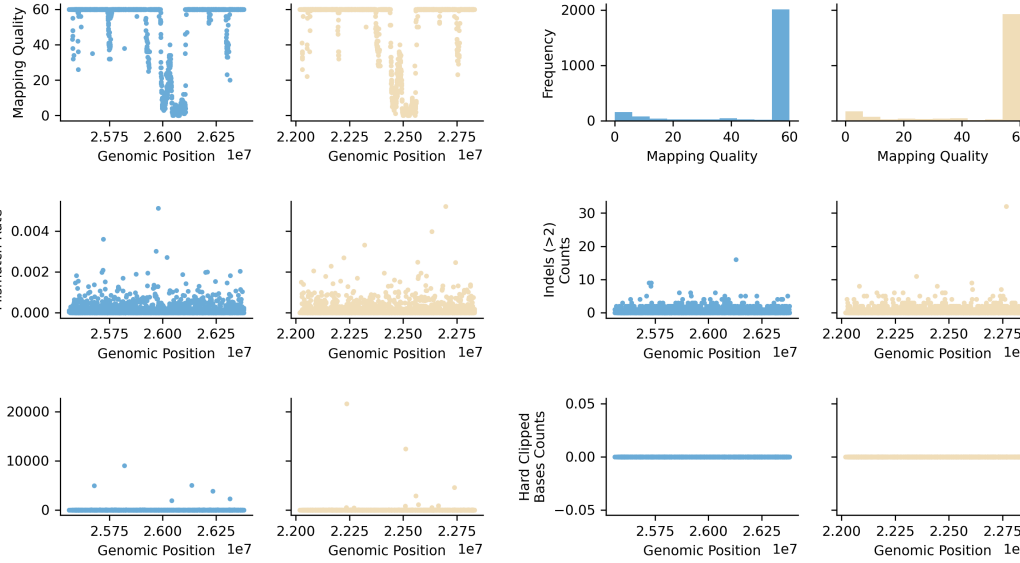 60
40
20
0
Mapping Quality
2.575 2.600 2.625
1e7
Genomic Position
2.200 2.225 2.250 2.275
1e7
Genomic Position
2000
1000
0
Frequency
0 20 40 60
Mapping Quality
0 20 40
Mapping Quality
0.004
0.002
0.000
2.575 2.600 2.625
1e7
Genomic Position
2.200 2.225 2.250 2.275
1e7
Genomic Position
30
20
10
0
Indels (>2)
Counts
2.575 2.600 2.625
1e7
Genomic Position
2.200 2.225 2.250
Genomic Position
20000
10000
0
2.575 2.600 2.625
1e7
Genomic Position
2.200 2.225 2.250 2.275
1e7
Genomic Position
0.05
0.00
−0.05
Hard Clipped
Bases Counts
2.575 2.600 2.625
1e7
Genomic Position
2.200 2.225 2.250
Genomic Position